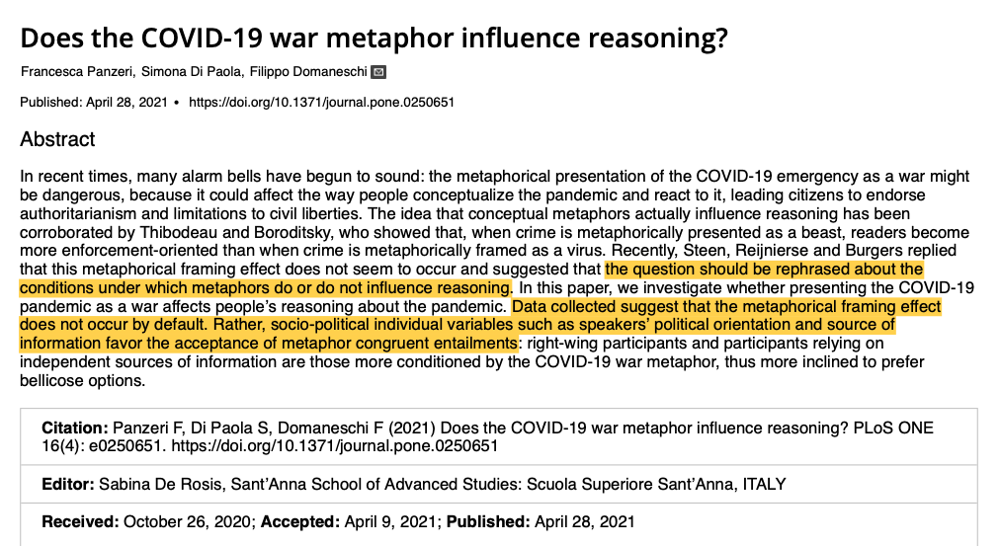 Does the COVID-19 war metaphor influence reasoning?
Francesca Panzeri, Simona Di Paola, Filippo Domaneschi
Published: April 28, 2021 • https://doi.org/10.1371/journal.pone.0250651
Abstract
In recent times, many alarm bells have begun to sound: the metaphorical presentation of the COVID-19 emergency as a war might
be dangerous, because it could affect the way people conceptualize the pandemic and react to it, leading citizens to endorse
authoritarianism and limitations to civil liberties. The idea that conceptual metaphors actually influence reasoning has been
corroborated by Thibodeau and Boroditsky, who showed that, when crime is metaphorically presented as a beast, readers become
more enforcement-oriented than when crime is metaphorically framed as a virus. Recently, Steen, Reijnierse and Burgers replied
that this metaphorical framing effect does not seem to occur and suggested that the question should be rephrased about the
conditions under which metaphors do or do not influence reasoning. In this paper, we investigate whether presenting the COVID-19
pandemic as a war affects people's reasoning about the pandemic. Data collected suggest that the metaphorical framing effect
does not occur by default. Rather, socio-political individual variables such as speakers' political orientation and source of
information favor the acceptance of metaphor congruent entailments: right-wing participants and participants relying on
independent sources of information are those more conditioned by the COVID-19 war metaphor, thus more inclined to prefer
bellicose options.
Citation: Panzeri F, Di Paola S, Domaneschi F (2021) Does the COVID-19 war metaphor influence reasoning? PLoS ONE
16(4): e0250651. https://doi.org/10.1371/journal.pone.0250651
Editor: Sabina De Rosis, Sant'Anna School of Advanced Studies: Scuola Superiore Sant'Anna, ITALY
Received: October 26, 2020; Accepted: April 9, 2021; Published: April 28, 2021